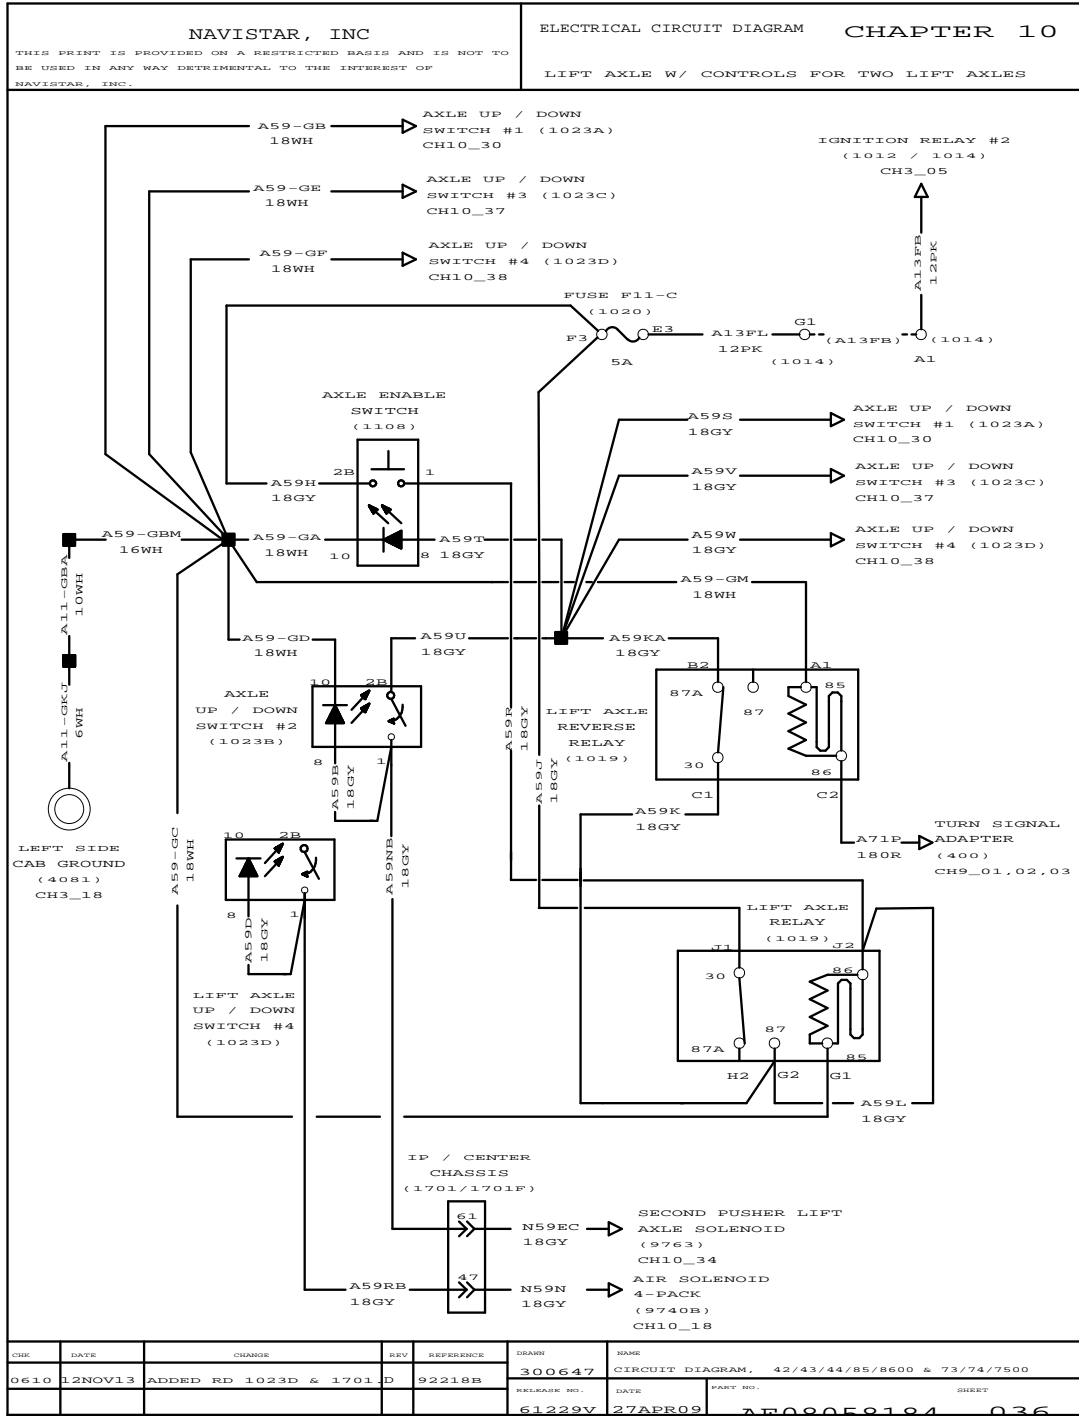 NAVISTAR, INC
THIS PRINT IS PROVIDED ON A RESTRICTED BASIS AND IS NOT TO
BE USED IN ANY WAY DETRIMENTAL TO THE INTEREST OF
NAVISTAR, INC.
ELECTRICAL CIRCUIT DIAGRAM
CHAPTER 10
LIFT AXLE W/ CONTROLS FOR TWO LIFT AXLES
A59-GB
18WH
AXLE UP / DOWN
SWITCH #1 (1023A)
CH10_30
A59-GE
18WH
AXLE UP / DOWN
SWITCH #3 (1023C)
CH10_37
A59-GF
18WH
AXLE UP / DOWN
SWITCH #4 (1023D)
CH10_38
IGNITION RELAY #2
(1012 / 1014)
CH3_05
A13FB
12PK
FUSE F11-C
(1020)
F3
E3
5A
A13FL
12PK
G1
(1014)
(A13FB)
(1014)
A1
AXLE ENABLE
SWITCH
(1108)
2B
1
A59H
18GY
A59-GBM
16WH
A59-GA
18WH
10
8
A59T
18GY
A59S
18GY
AXLE UP / DOWN
SWITCH #1 (1023A)
CH10_30
A59V
18GY
AXLE UP / DOWN
SWITCH #3 (1023C)
CH10_37
A59W
18GY
AXLE UP / DOWN
SWITCH #4 (1023D)
CH10_38
A59-GM
18WH
A11-GBA
10WH
A11-GKJ
6WH
LEFT SIDE
CAB GROUND
(4081)
CH3_18
A59-GD
18WH
A59U
18GY
A59KA
18GY
10
2B
AXLE
UP / DOWN
SWITCH #2
(1023B)
8
1
A59B
18GY
A59R
18GY
A59J
18GY
LIFT AXLE
REVERSE
RELAY
(1019)
B2
A1
87A
87
85
30
86
C1
C2
A59K
18GY
A71P
18OR
TURN SIGNAL
ADAPTER
(400)
CH9_01,02,03
A59-GC
18WH
10
2B
8
1
A59D
18GY
A59NB
18GY
LIFT AXLE
UP / DOWN
SWITCH #4
(1023D)
LIFT AXLE
RELAY
(1019)
J1
J2
30
86
87
87A
85
H2
G2
G1
A59L
18GY
IP / CENTER
CHASSIS
(1701/1701F)
61
N59EC
18GY
SECOND PUSHER LIFT
AXLE SOLENOID
(9763)
CH10_34
A59RB
18GY
47
N59N
18GY
AIR SOLENOID
4-PACK
(9740B)
CH10_18
CHK
DATE
CHANGE
REV
REFERENCE
DRAWN
NAME
0610
12NOV13
ADDED RD 1023D & 1701.
D
92218B
300647
CIRCUIT DIAGRAM, 42/43/44/85/8600 & 73/74/7500
RELEASE NO.
DATE
PART NO.
SHEET
61229V
27APR09
AE08058184
036